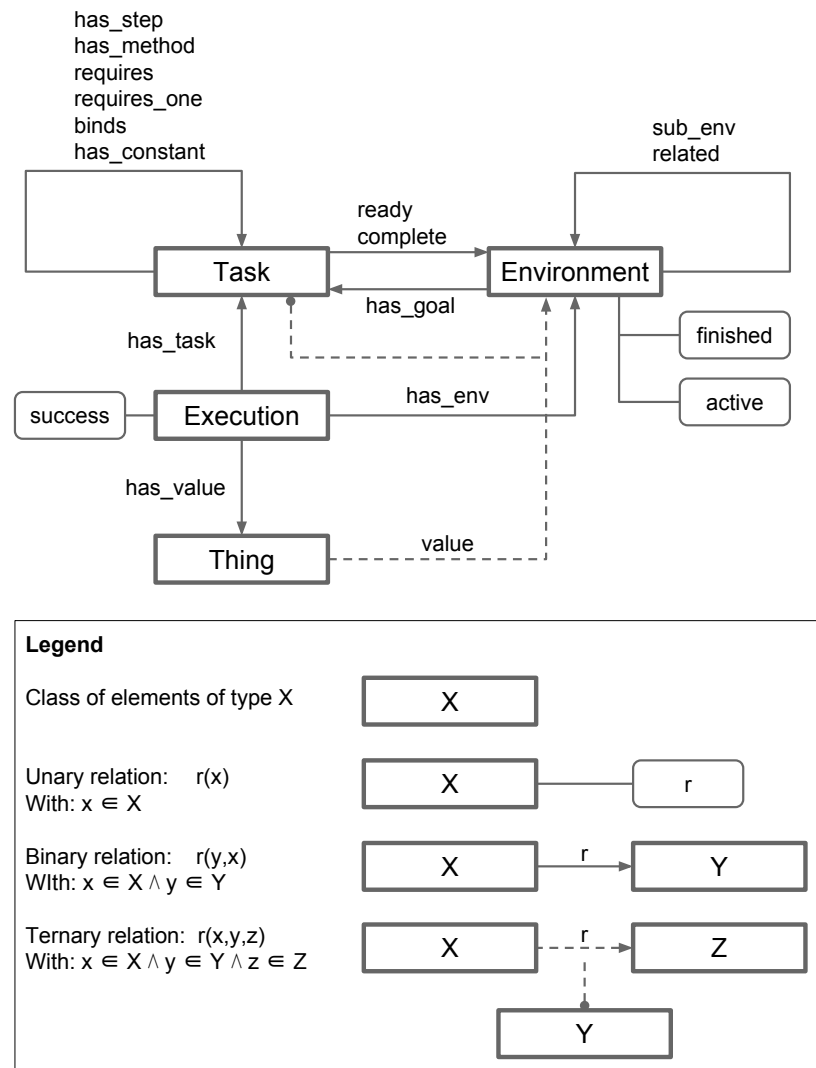 has_step
has_method
requires
requires_one
binds
has_constant
sub_env
related
ready
complete
Task
Environment
has_goal
finished
has_task
active
success
Execution
has_env
has_value
Thing
value
Legend
Class of elements of type X
X
Unary relation: r(x)
With: x ∈ X
X
r
Binary relation: r(y,x)
WIth: x ∈ X ∧ y ∈ Y
X
r
Y
Ternary relation: r(x,y,z)
With: x ∈ X ∧ y ∈ Y ∧ z ∈ Z
X
r
Z
Y